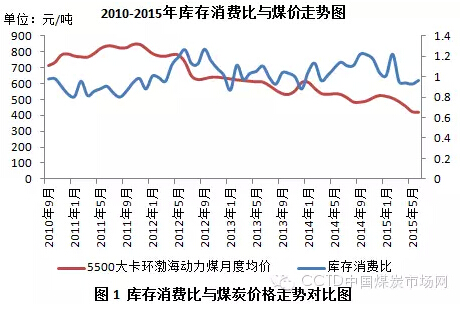 单位：元/吨
2010-2015年库存消费比与煤价走势图
900
800
700
600
500
400
300
200
100
0
1.4
1.2
1
0.8
0.6
0.4
0.2
0
2010年9月
2011年1月
2011年5月
2011年9月
2012年1月
2012年5月
2012年9月
2013年1月
2013年5月
2013年9月
2014年1月
2014年5月
2014年9月
2015年1月
2015年5月
5500大卡环渤海动力煤月度均价
库存消费比
CCTD中国煤炭市场网
图 1 库存消费比与煤炭价格走势对比图